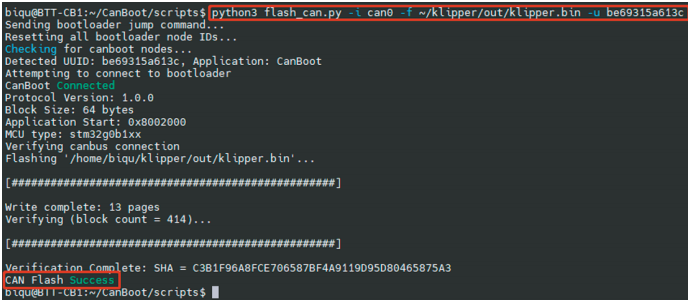 biqu@BTT-CB1:~/CanBoot/scripts$ python3 flash_can.py -i can0 -f ~/klipper/out/klipper.bin -u be69315a613c
Sending bootloader jump command...
Resetting all bootloader node IDs...
Checking for canboot nodes...
Detected UUID: be69315a613c, Application: CanBoot
Attempting to connect to bootloader
CanBoot Connected
Protocol Version: 1.0.0
Block Size: 64 bytes
Application Start: 0x8002000
MCU type: stm32g0b1xx
Verifying canbus connection
Flashing '/home/biqu/klipper/out/klipper.bin'...
[##################################################]
Write complete: 13 pages
Verifying (block count = 414)...
[##################################################]
Verification Complete: SHA = C3B1F96A8FCE706587BF4A9119D95D80465875A3
CAN Flash Success
biqu@BTT-CB1:~/CanBoot/scripts$